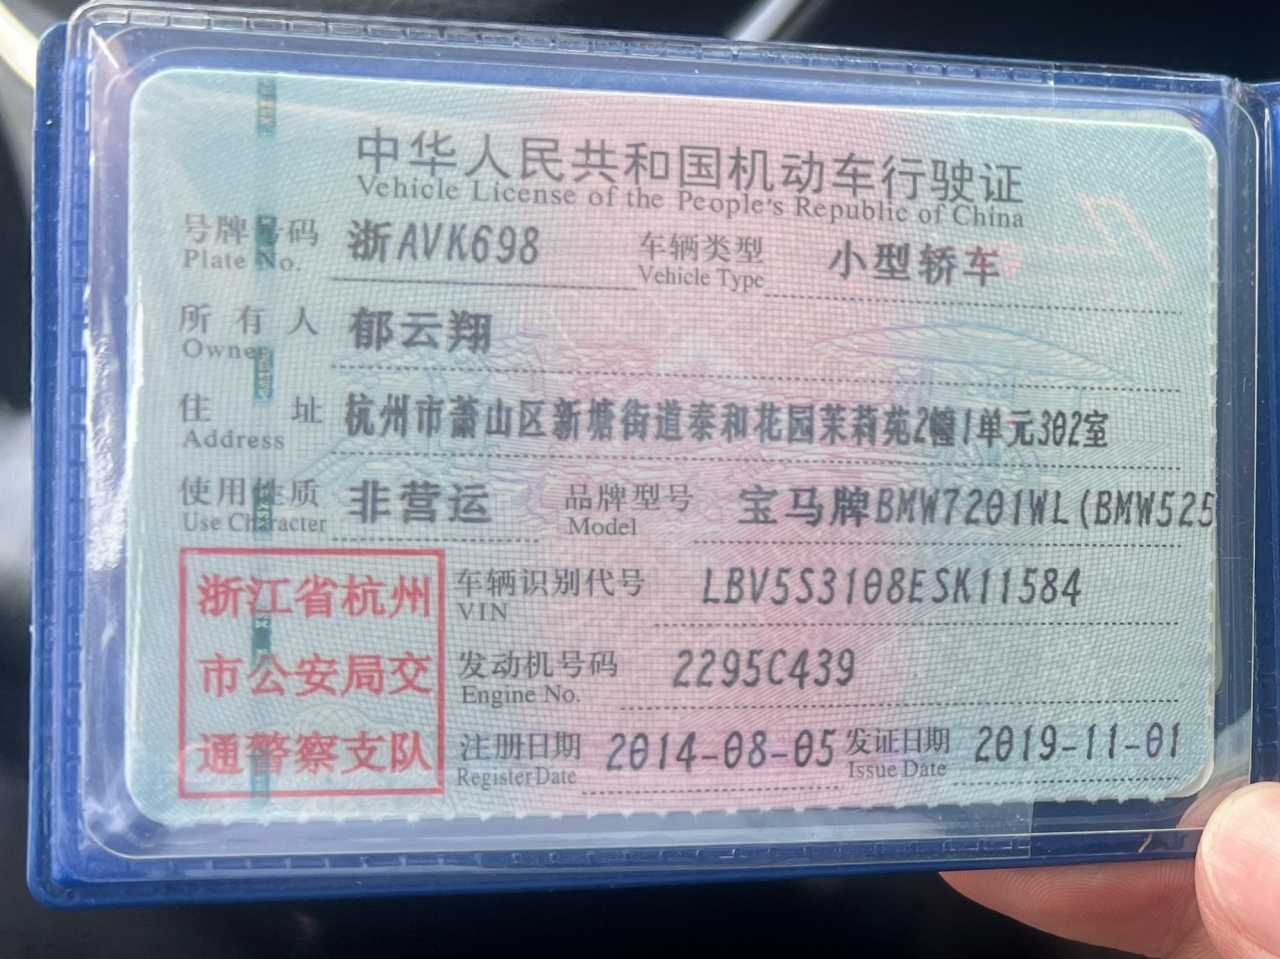 中华人民共和国机动车行驶证
Vehicle License of the People's Republic of China
号牌号码 浙AVK698 车辆类型 小型轿车
Plate No. Vehicle Type
所有人 郁云翔
Owner
住址 杭州市萧山区新塘街道泰和花园茉莉苑2幢1单元302室
Address
使用性质 非营运 品牌型号 宝马牌BMW7201WL(BMW525
Use Character Model
浙江省杭州
市公安局交
通警察支队
车辆识别代号 LBV5S3108ESK11584
VIN
发动机号码 2295C439
Engine No.
注册日期 2014-08-05 发证日期 2019-11-01
Register Date Issue Date